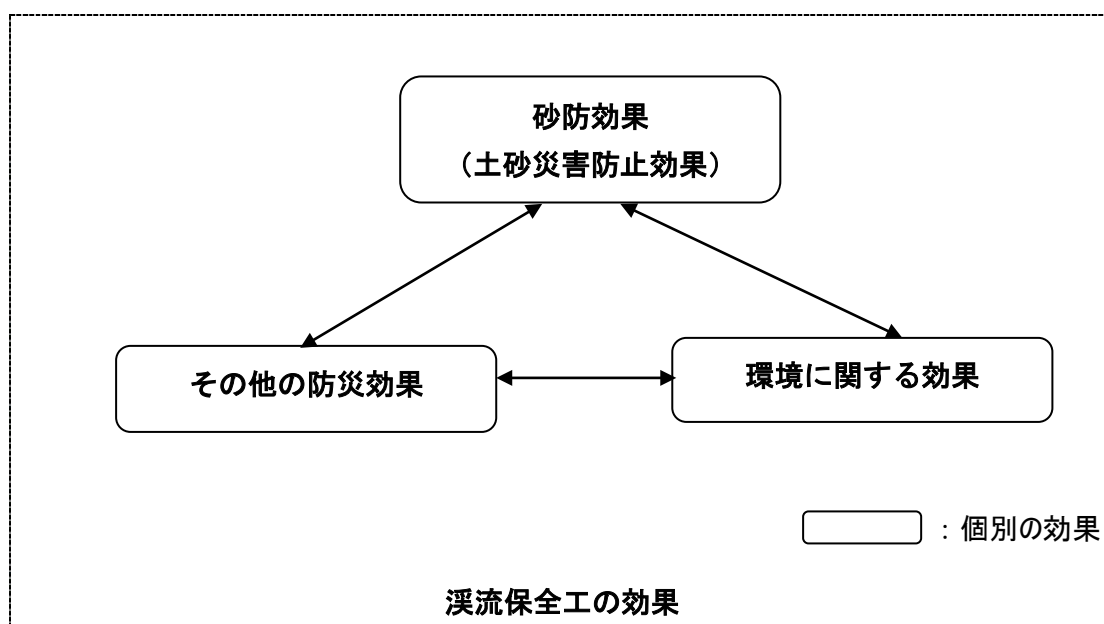 砂防効果
（土砂災害防止効果）
その他の防災効果
環境に関する効果
：個別の効果
渓流保全工の効果